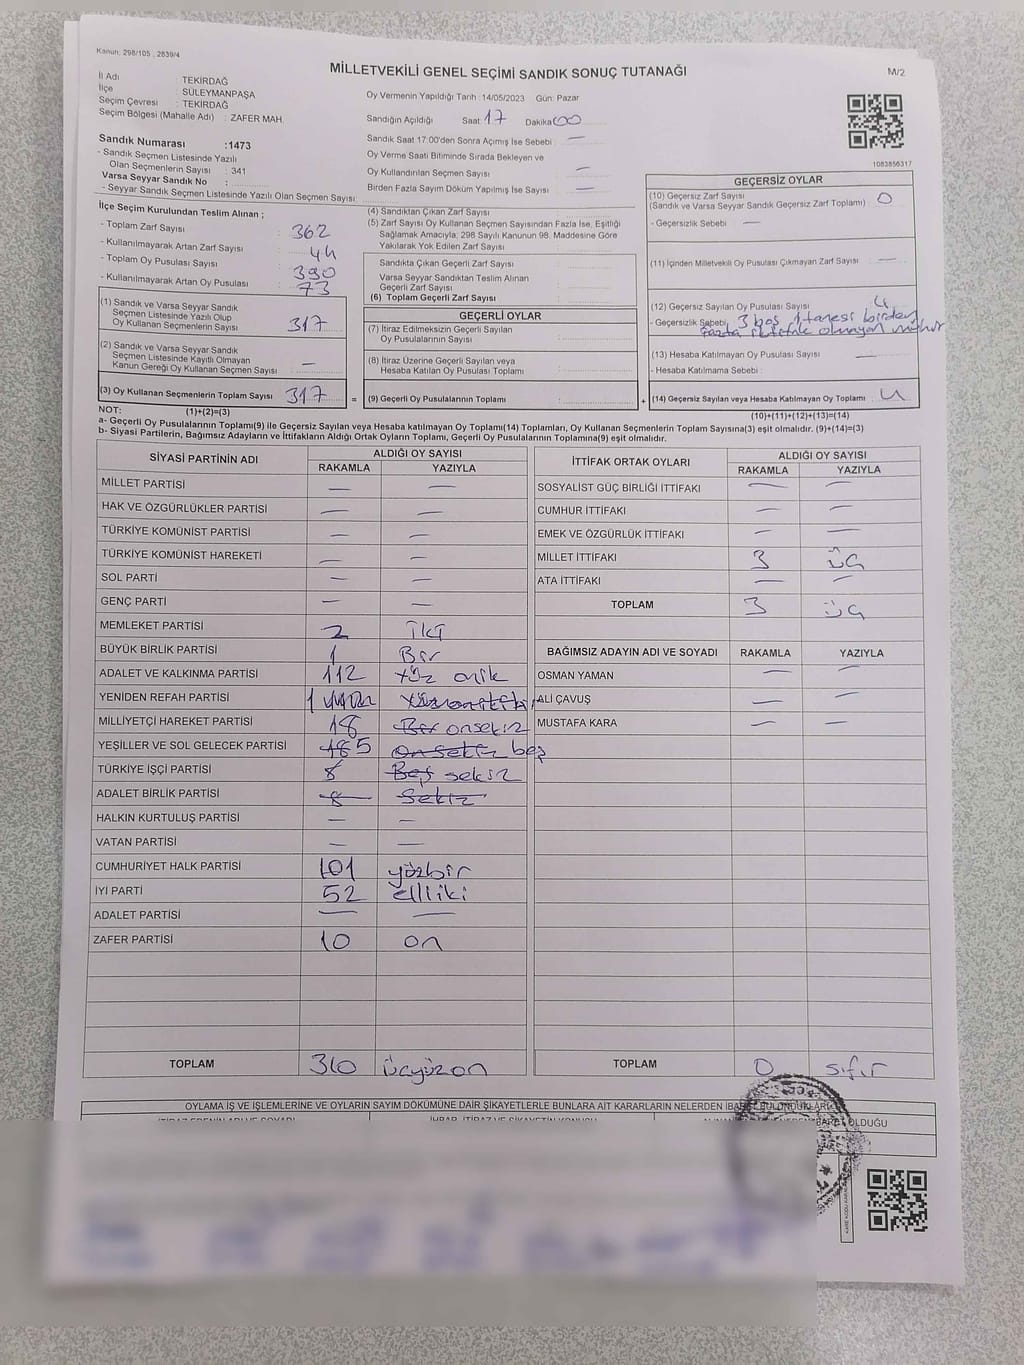 Kanun: 298/105 , 2839/4
MİLLETVEKİLİ GENEL SEÇİMİ SANDIK SONUÇ TUTANAĞI
M/2
İl Adı : TEKİRDAĞ
İlçe : SÜLEYMANPAŞA
Seçim Çevresi : TEKİRDAĞ
Seçim Bölgesi (Mahalle Adı) : ZAFER MAH.
Oy Vermenin Yapıldığı Tarih :14/05/2023 Gün: Pazar
Sandığın Açıldığı Saat 17 Dakika 00
Sandık Numarası :1473
- Sandık Seçmen Listesinde Yazılı
Olan Seçmenlerin Sayısı : 341
Varsa Seyyar Sandık No :
- Seyyar Sandık Seçmen Listesinde Yazılı Olan Seçmen Sayısı:
Sandık Saat 17:00'den Sonra Açılmış İse Sebebi : —
Oy Verme Saati Bitiminde Sırada Bekleyen ve
Oy Kullandırılan Seçmen Sayısı : —
Birden Fazla Sayım Döküm Yapılmış İse Sayısı : —
1083856317
İlçe Seçim Kurulundan Teslim Alınan ;
- Toplam Zarf Sayısı : 362
- Kullanılmayarak Artan Zarf Sayısı : 44
- Toplam Oy Pusulası Sayısı : 390
- Kullanılmayarak Artan Oy Pusulası : 73
(1) Sandık ve Varsa Seyyar Sandık
Seçmen Listesinde Yazılı Olup
Oy Kullanan Seçmenlerin Sayısı : 317
(2) Sandık ve Varsa Seyyar Sandık
Seçmen Listesinde Kayıtlı Olmayan
Kanun Gereği Oy Kullanan Seçmen Sayısı : —
(3) Oy Kullanan Seçmenlerin Toplam Sayısı : 317
(4) Sandıktan Çıkan Zarf Sayısı :
(5) Zarf Sayısı Oy Kullanan Seçmen Sayısından Fazla İse, Eşitliği
Sağlamak Amacıyla; 298 Sayılı Kanunun 98. Maddesine Göre
Yakılarak Yok Edilen Zarf Sayısı :
Sandıkta Çıkan Geçerli Zarf Sayısı :
Varsa Seyyar Sandıktan Teslim Alınan
Geçerli Zarf Sayısı :
(6) Toplam Geçerli Zarf Sayısı :
GEÇERLİ OYLAR
(7) İtiraz Edilmeksizin Geçerli Sayılan
Oy Pusulalarının Sayısı :
(8) İtiraz Üzerine Geçerli Sayılan veya
Hesaba Katılan Oy Pusulası Toplamı :
= (9) Geçerli Oy Pusulalarının Toplamı :
GEÇERSİZ OYLAR
(10) Geçersiz Zarf Sayısı : 0
(Sandık ve Varsa Seyyar Sandık Geçersiz Zarf Toplamı)
- Geçersizlik Sebebi : —
(11) İçinden Milletvekili Oy Pusulası Çıkmayan Zarf Sayısı : —
(12) Geçersiz Sayılan Oy Pusulası Sayısı : 4
- Geçersizlik Sebebi : 3 boş 1 tanesi birden
fazla ittifak olmayan mühür
(13) Hesaba Katılmayan Oy Pusulası Sayısı : —
- Hesaba Katılmama Sebebi :
+ (14) Geçersiz Sayılan veya Hesaba Katılmayan Oy Toplamı : 4
NOT: (1)+(2)=(3) (10)+(11)+(12)+(13)=(14)
a- Geçerli Oy Pusulalarının Toplamı(9) ile Geçersiz Sayılan veya Hesaba katılmayan Oy Toplamı(14) Toplamları, Oy Kullanan Seçmenlerin Toplam Sayısına(3) eşit olmalıdır. (9)+(14)=(3)
b- Siyasi Partilerin, Bağımsız Adayların ve İttifakların Aldığı Ortak Oyların Toplamı, Geçerli Oy Pusulalarının Toplamına(9) eşit olmalıdır.
SİYASİ PARTİNİN ADI ALDIĞI OY SAYISI
RAKAMLA YAZIYLA
MİLLET PARTİSİ — —
HAK VE ÖZGÜRLÜKLER PARTİSİ — —
TÜRKİYE KOMÜNİST PARTİSİ — —
TÜRKİYE KOMÜNİST HAREKETİ — —
SOL PARTİ — —
GENÇ PARTİ — —
MEMLEKET PARTİSİ 2 İki
BÜYÜK BİRLİK PARTİSİ 1 Bir
ADALET VE KALKINMA PARTİSİ 112 Yüz onik
YENİDEN REFAH PARTİSİ 1
MİLLİYETÇİ HAREKET PARTİSİ 18 Bir onsekiz
YEŞİLLER VE SOL GELECEK PARTİSİ 185 onsekiz beş
TÜRKİYE İŞÇİ PARTİSİ 8 Beş sekiz
ADALET BİRLİK PARTİSİ 8 sekiz
HALKIN KURTULUŞ PARTİSİ — —
VATAN PARTİSİ — —
CUMHURİYET HALK PARTİSİ 101 yüzbir
İYİ PARTİ 52 elliiki
ADALET PARTİSİ — —
ZAFER PARTİSİ 10 on
TOPLAM 310 üçyüzon
İTTİFAK ORTAK OYLARI ALDIĞI OY SAYISI
RAKAMLA YAZIYLA
SOSYALİST GÜÇ BİRLİĞİ İTTİFAKI — —
CUMHUR İTTİFAKI — —
EMEK VE ÖZGÜRLÜK İTTİFAKI — —
MİLLET İTTİFAKI 3 üç
ATA İTTİFAKI — —
TOPLAM 3 üç
BAĞIMSIZ ADAYIN ADI VE SOYADI RAKAMLA YAZIYLA
OSMAN YAMAN — —
ALİ ÇAVUŞ — —
MUSTAFA KARA — —
TOPLAM 0 sıfır
OYLAMA İŞ VE İŞLEMLERİNE VE OYLARIN SAYIM DÖKÜMÜNE DAİR ŞİKAYETLERLE BUNLARA AİT KARARLARIN NELERDEN İBARET BULUNDUKLARI
OLDUĞU